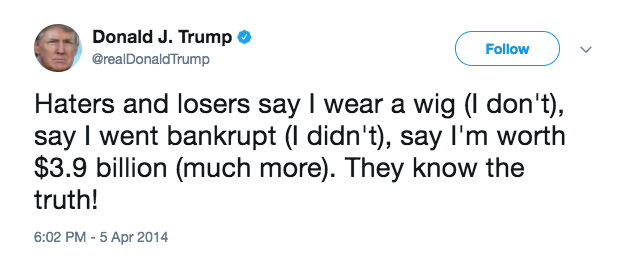 Donald J. Trump
@realDonaldTrump
Follow
Haters and losers say I wear a wig (I don't),
say I went bankrupt (I didn't), say I'm worth
$3.9 billion (much more). They know the
truth!
6:02 PM - 5 Apr 2014